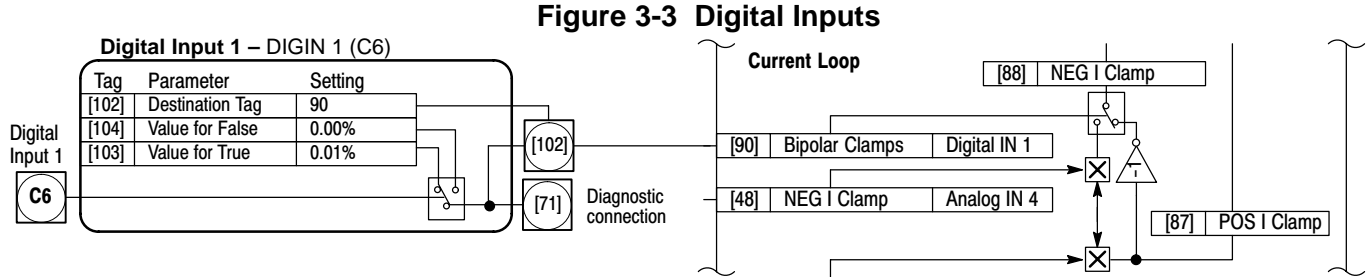 Figure 3-3 Digital Inputs
Digital Input 1 – DIGIN 1 (C6)
Tag Parameter Setting
[102] Destination Tag 90
[104] Value for False 0.00%
[103] Value for True 0.01%
Digital
Input 1
C6
[102]
[71]
Diagnostic
connection
Current Loop
[88] NEG I Clamp
[90] Bipolar Clamps Digital IN 1
[48] NEG I Clamp Analog IN 4
[87] POS I Clamp